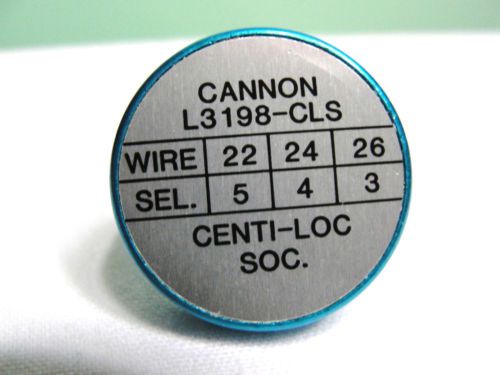 CANNON
L3198-CLS
WIRE 22 24 26
SEL. 5 4 3
CENTI-LOC
SOC.